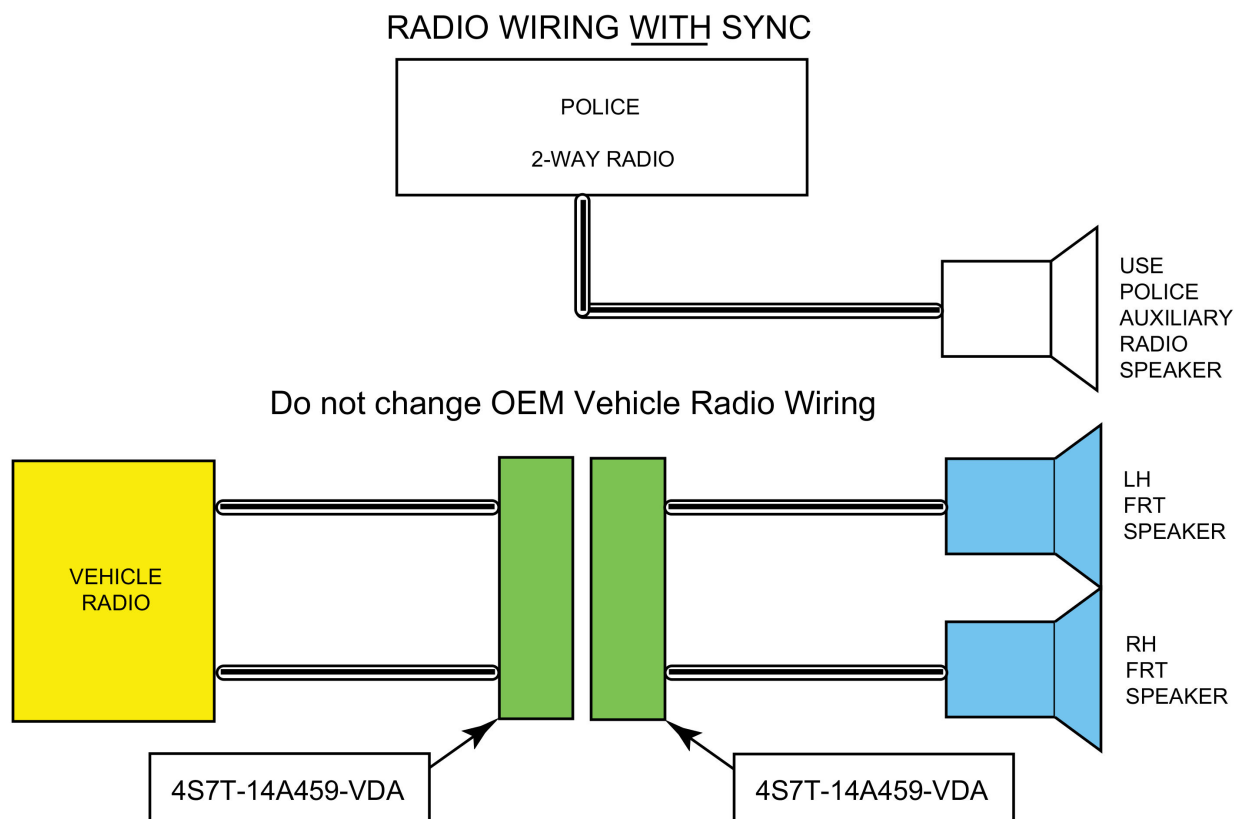 RADIO WIRING WITH SYNC
POLICE
2-WAY RADIO
USE
POLICE
AUXILIARY
RADIO
SPEAKER
Do not change OEM Vehicle Radio Wiring
VEHICLE
RADIO
LH
FRT
SPEAKER
RH
FRT
SPEAKER
4S7T-14A459-VDA
4S7T-14A459-VDA